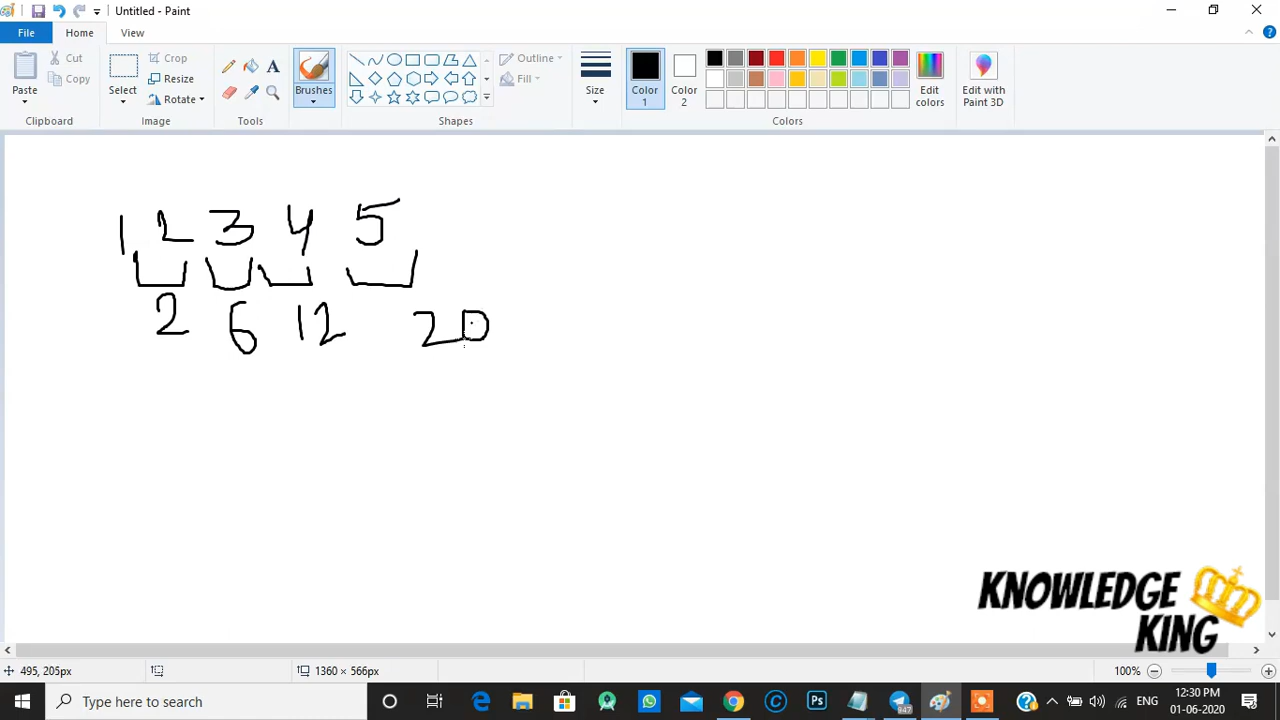 Untitled - Paint
File Home View
Paste
Cut
Copy
Clipboard
Select
Crop
Resize
Rotate
Image
A
Tools
Brushes
Shapes
Outline
Fill
Size
Color 1
Color 2
Colors
Edit colors
Edit with Paint 3D
1 2 3 4 5
2 6 12 20
KNOWLEDGE
KING
495, 205px
1360 × 566px
100%
Type here to search
Ps
947
ENG
12:30 PM
01-06-2020
3